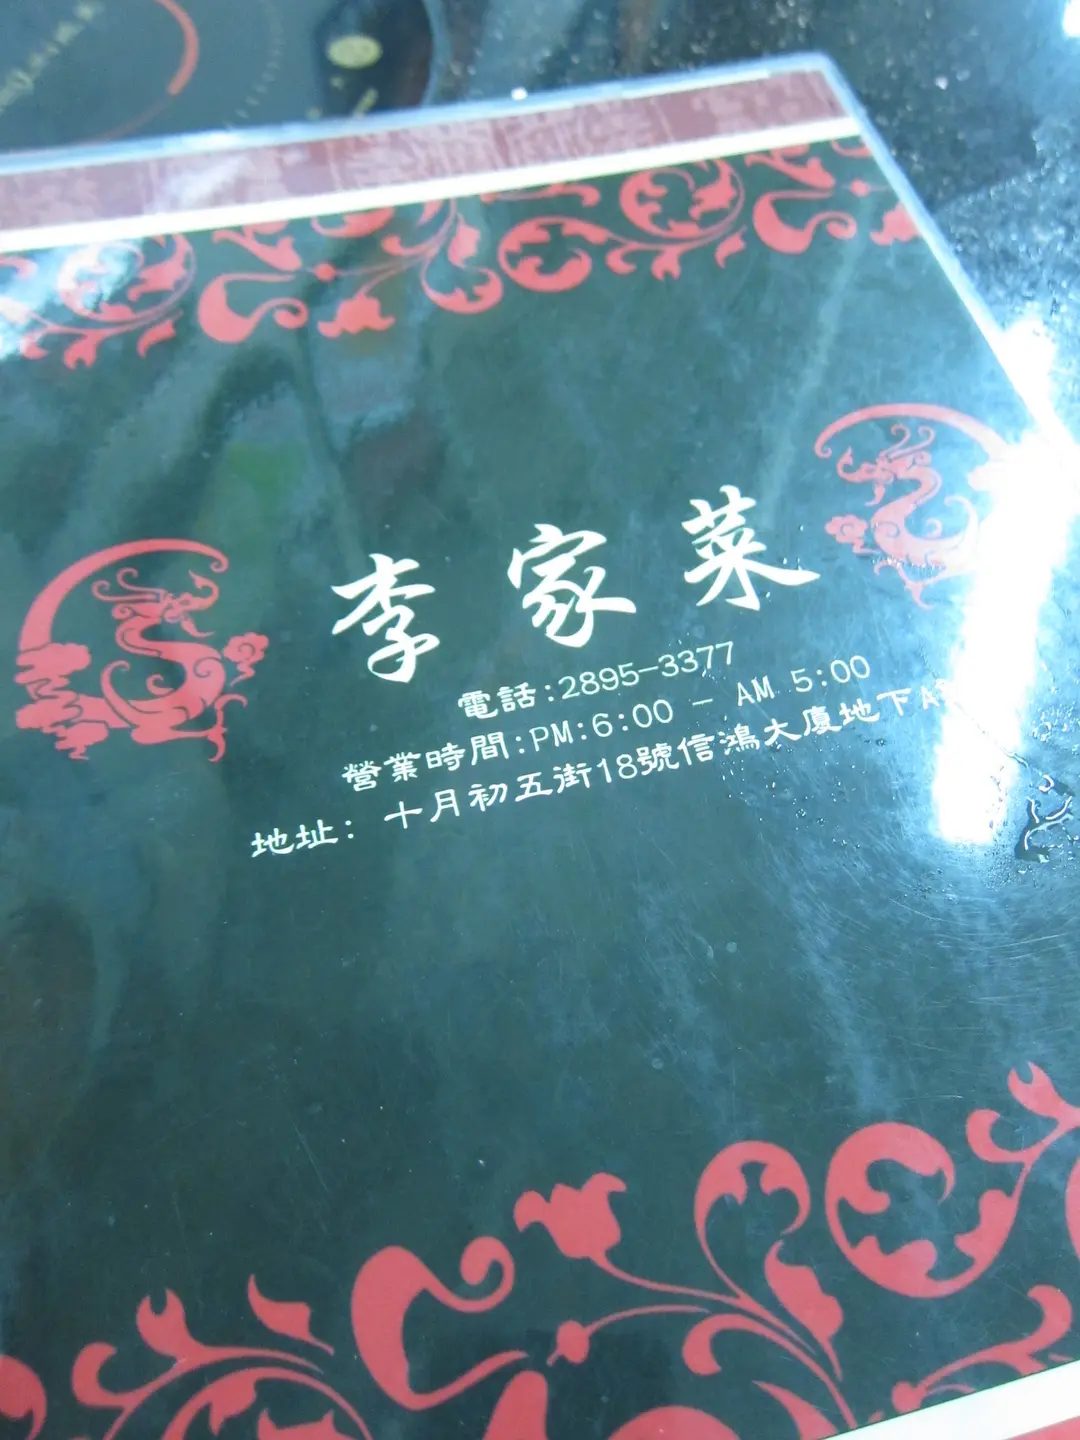 李家菜
電話:2895-3377
營業時間:PM:6:00 - AM 5:00
地址: 十月初五街18號信鴻大廈地下A